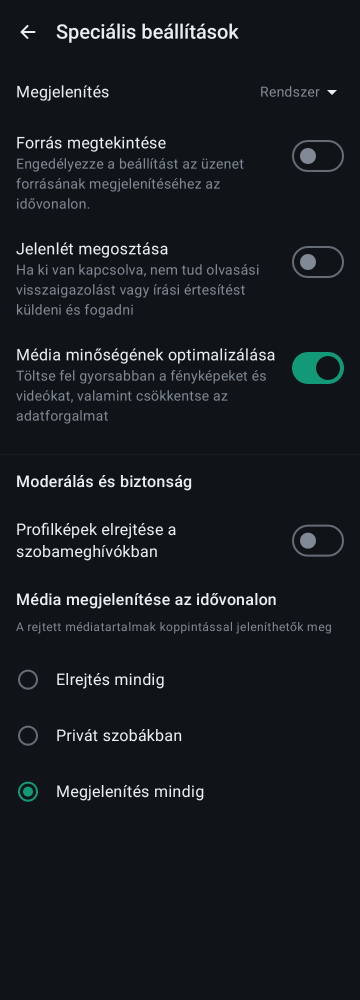 Speciális beállítások
Megjelenítés
Rendszer
Forrás megtekintése
Engedélyezze a beállítást az üzenet
forrásának megjelenítéséhez az
idővonalon.
Jelenlét megosztása
Ha ki van kapcsolva, nem tud olvasási
visszaigazolást vagy írási értesítést
küldeni és fogadni
Média minőségének optimalizálása
Töltse fel gyorsabban a fényképeket és
videókat, valamint csökkentse az
adatforgalmat
Moderálás és biztonság
Profilképek elrejtése a
szobameghívókban
Média megjelenítése az idővonalon
A rejtett médiatartalmak koppintással jeleníthetők meg
Elrejtés mindig
Privát szobákban
Megjelenítés mindig